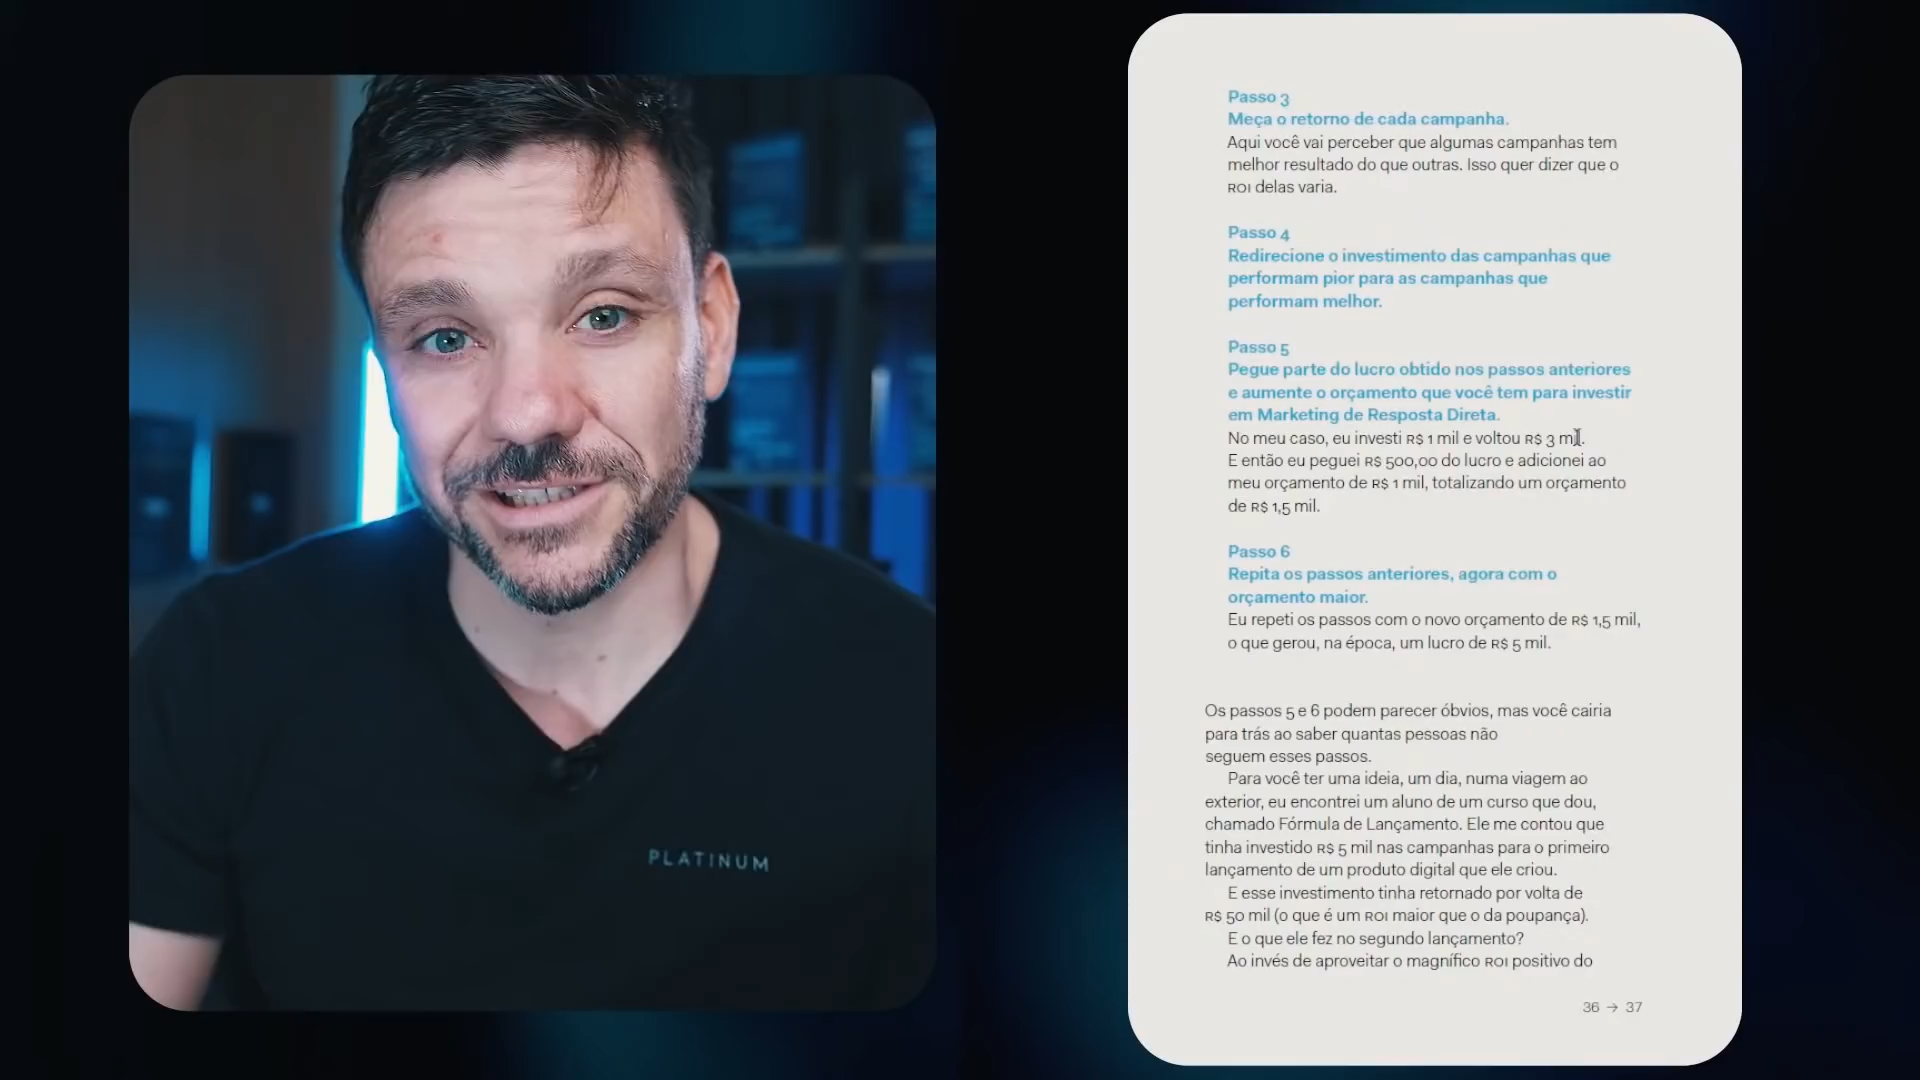 PLATINUM
Passo 3
Meça o retorno de cada campanha.
Aqui você vai perceber que algumas campanhas tem
melhor resultado do que outras. Isso quer dizer que o
ROI delas varia.
Passo 4
Redirecione o investimento das campanhas que
performam pior para as campanhas que
performam melhor.
Passo 5
Pegue parte do lucro obtido nos passos anteriores
e aumente o orçamento que você tem para investir
em Marketing de Resposta Direta.
No meu caso, eu investi R$ 1 mil e voltou R$ 3 mil.
E então eu peguei R$ 500,00 do lucro e adicionei ao
meu orçamento de R$ 1 mil, totalizando um orçamento
de R$ 1,5 mil.
Passo 6
Repita os passos anteriores, agora com o
orçamento maior.
Eu repeti os passos com o novo orçamento de R$ 1,5 mil,
o que gerou, na época, um lucro de R$ 5 mil.
Os passos 5 e 6 podem parecer óbvios, mas você cairia
para trás ao saber quantas pessoas não
seguem esses passos.
Para você ter uma ideia, um dia, numa viagem ao
exterior, eu encontrei um aluno de um curso que dou,
chamado Fórmula de Lançamento. Ele me contou que
tinha investido R$ 5 mil nas campanhas para o primeiro
lançamento de um produto digital que ele criou.
E esse investimento tinha retornado por volta de
R$ 50 mil (o que é um ROI maior que o da poupança).
E o que ele fez no segundo lançamento?
Ao invés de aproveitar o magnífico ROI positivo do
36 → 37